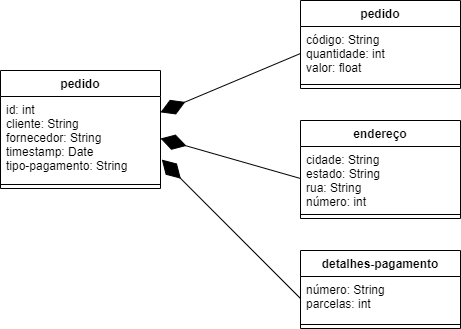 pedido
id: int
cliente: String
fornecedor: String
timestamp: Date
tipo-pagamento: String
pedido
código: String
quantidade: int
valor: float
endereço
cidade: String
estado: String
rua: String
número: int
detalhes-pagamento
número: String
parcelas: int